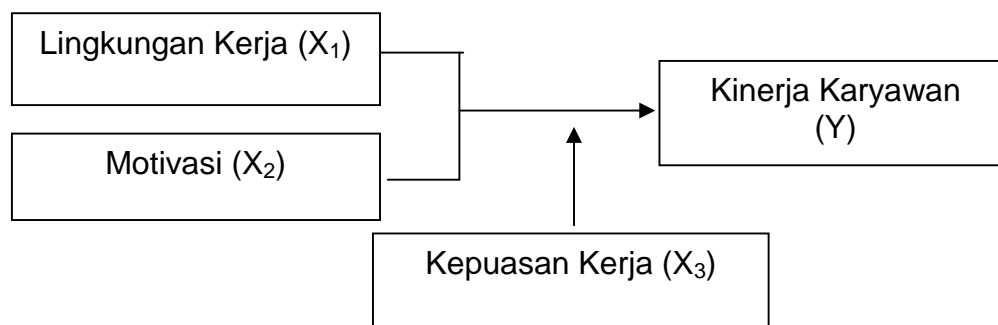 Lingkungan Kerja (X₁)
Motivasi (X₂)
Kinerja Karyawan
(Y)
Kepuasan Kerja (X₃)